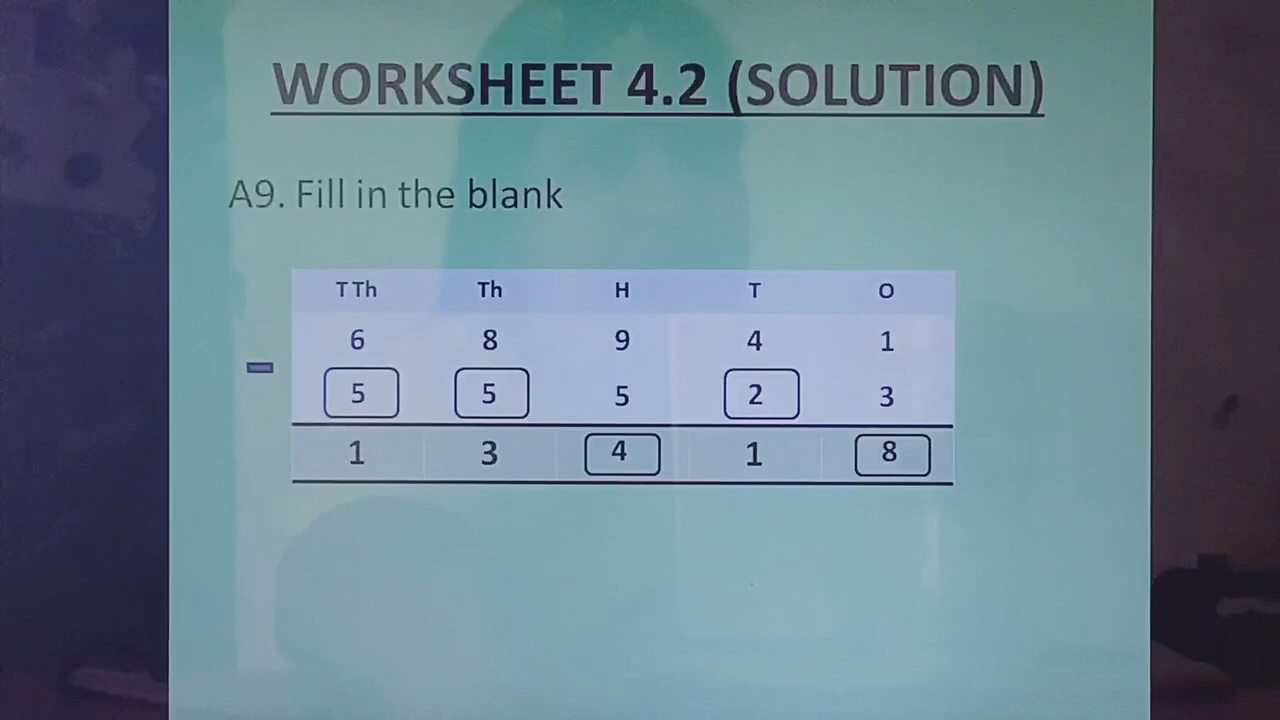 WORKSHEET 4.2 (SOLUTION)
A9. Fill in the blank
T Th Th H T O
6 8 9 4 1
- 5 5 5 2 3
1 3 4 1 8